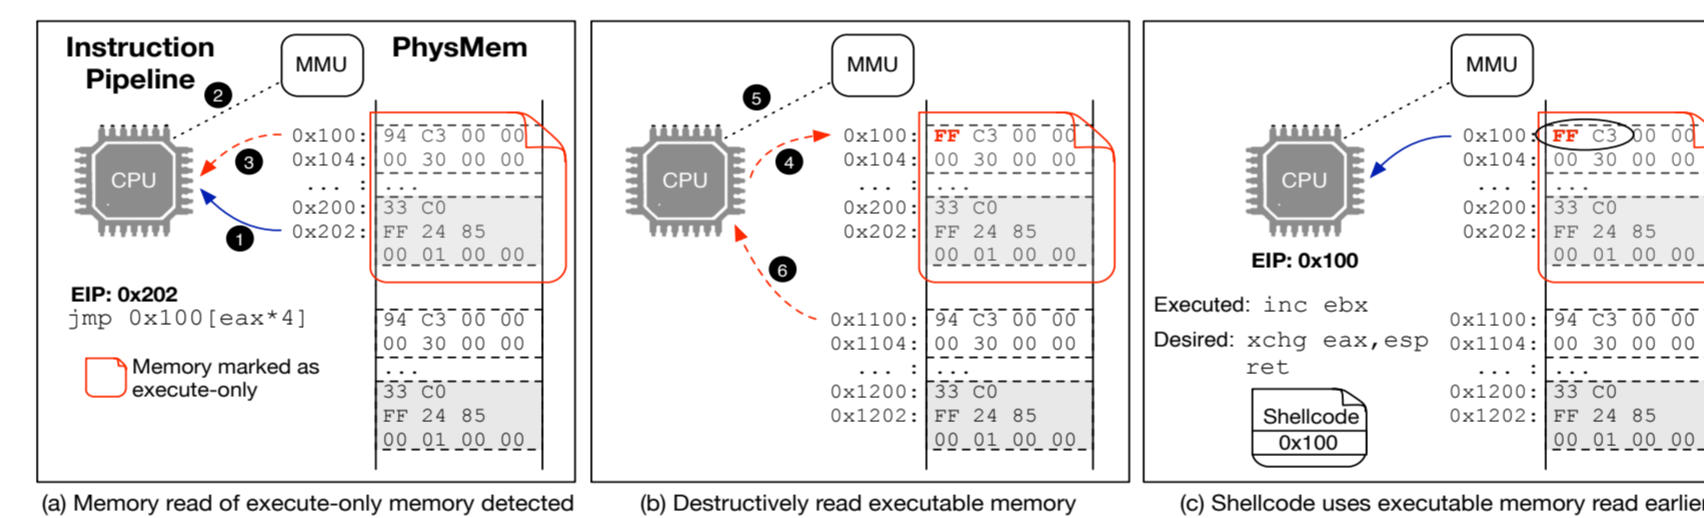 Instruction
Pipeline
MMU
PhysMem
2
3
1
CPU
0x100: 94 C3 00 00
0x104: 00 30 00 00
... : ...
0x200: 33 C0
0x202: FF 24 85
00 01 00 00
EIP: 0x202
jmp 0x100[eax*4]
Memory marked as
execute-only
94 C3 00 00
00 30 00 00
...
33 C0
FF 24 85
00 01 00 00
(a) Memory read of execute-only memory detected
MMU
5
4
6
CPU
0x100: FF C3 00 00
0x104: 00 30 00 00
... : ...
0x200: 33 C0
0x202: FF 24 85
00 01 00 00
0x1100: 94 C3 00 00
0x1104: 00 30 00 00
... : ...
0x1200: 33 C0
0x1202: FF 24 85
00 01 00 00
(b) Destructively read executable memory
MMU
CPU
0x100: FF C3 00 00
0x104: 00 30 00 00
... : ...
0x200: 33 C0
0x202: FF 24 85
00 01 00 00
EIP: 0x100
Executed: inc ebx
Desired: xchg eax,esp
ret
Shellcode
0x100
0x1100: 94 C3 00 00
0x1104: 00 30 00 00
... : ...
0x1200: 33 C0
0x1202: FF 24 85
00 01 00 00
(c) Shellcode uses executable memory read earlier